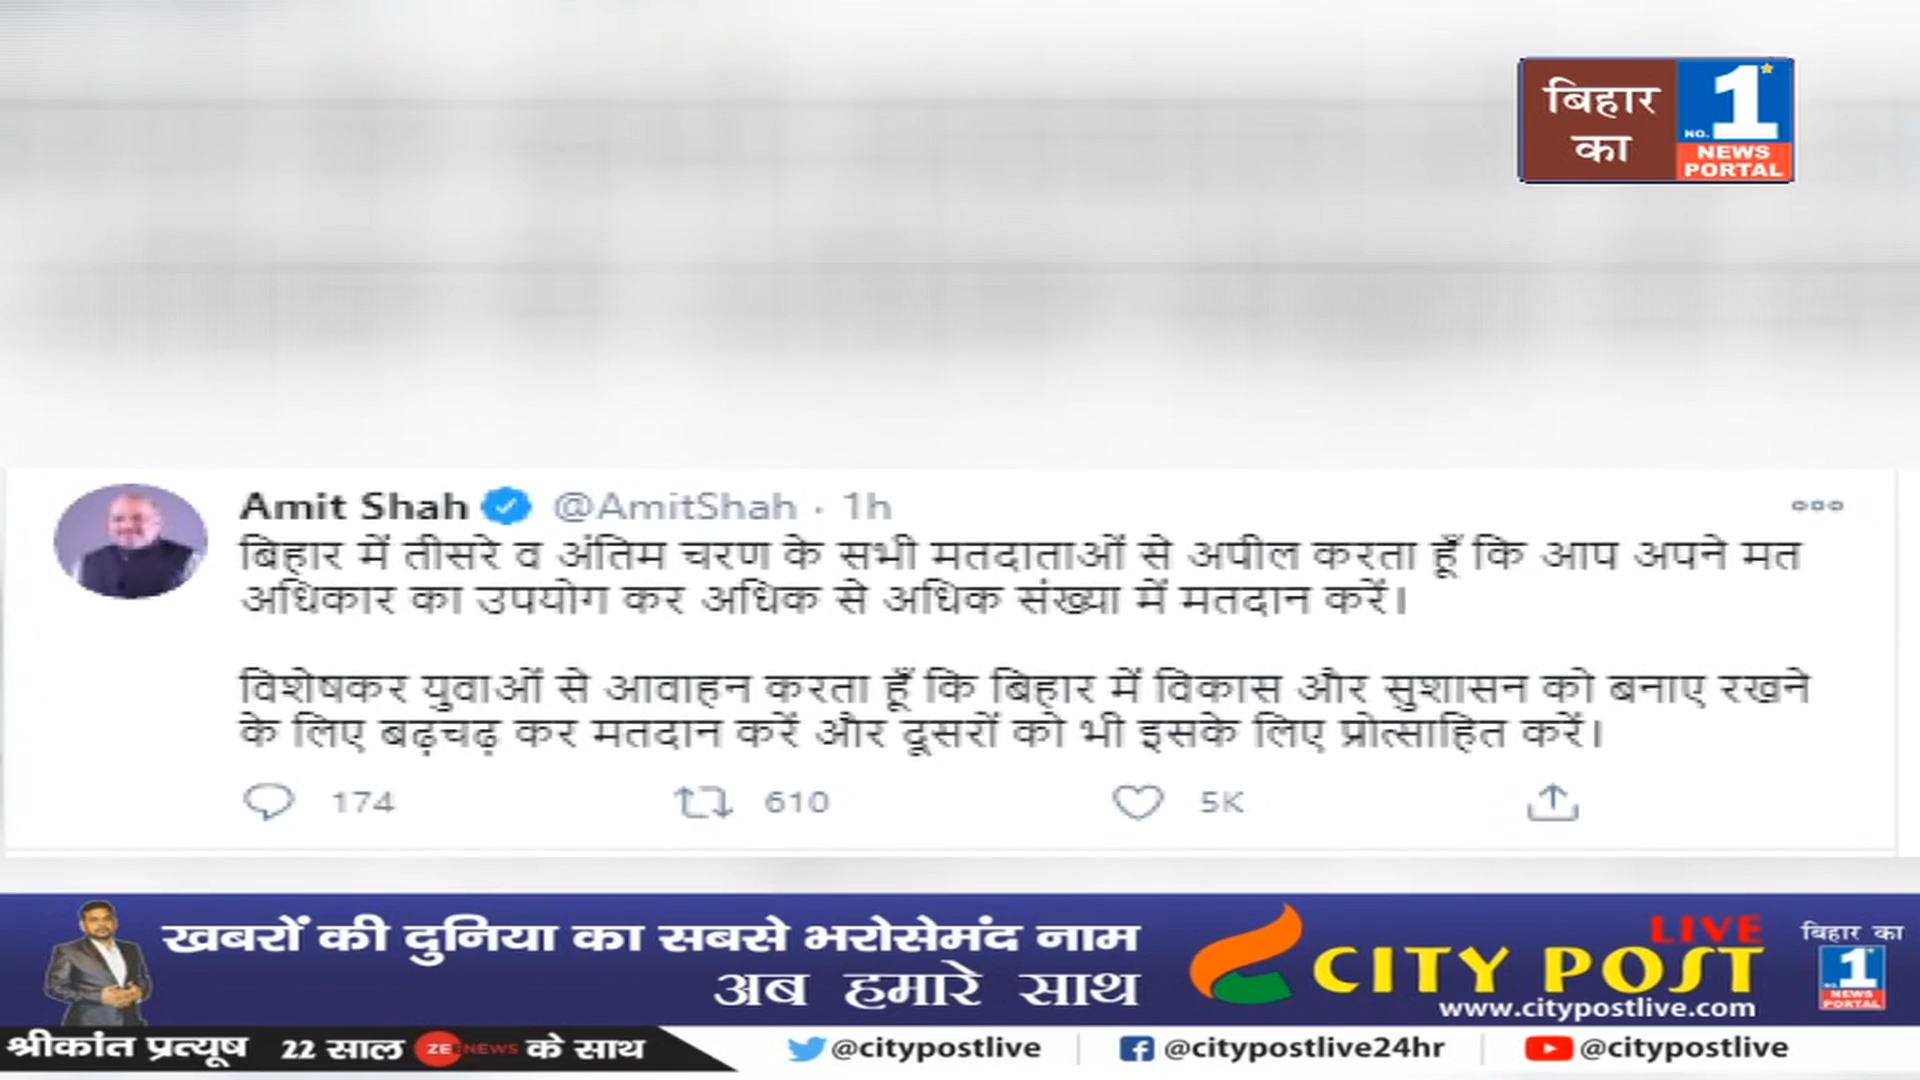 बिहार
का
NO. 1
NEWS
PORTAL
Amit Shah @AmitShah · 1h
बिहार में तीसरे व अंतिम चरण के सभी मतदाताओं से अपील करता हूँ कि आप अपने मत
अधिकार का उपयोग कर अधिक से अधिक संख्या में मतदान करें।
विशेषकर युवाओं से आवाहन करता हूँ कि बिहार में विकास और सुशासन को बनाए रखने
के लिए बढ़चढ़ कर मतदान करें और दूसरों को भी इसके लिए प्रोत्साहित करें।
174 610 5K
खबरों की दुनिया का सबसे भरोसेमंद नाम
अब हमारे साथ
LIVE
CITY POST
www.citypostlive.com
बिहार का
1
NEWS
PORTAL
श्रीकांत प्रत्यूष 22 साल ZEE NEWS के साथ
@citypostlive @citypostlive24hr @citypostlive